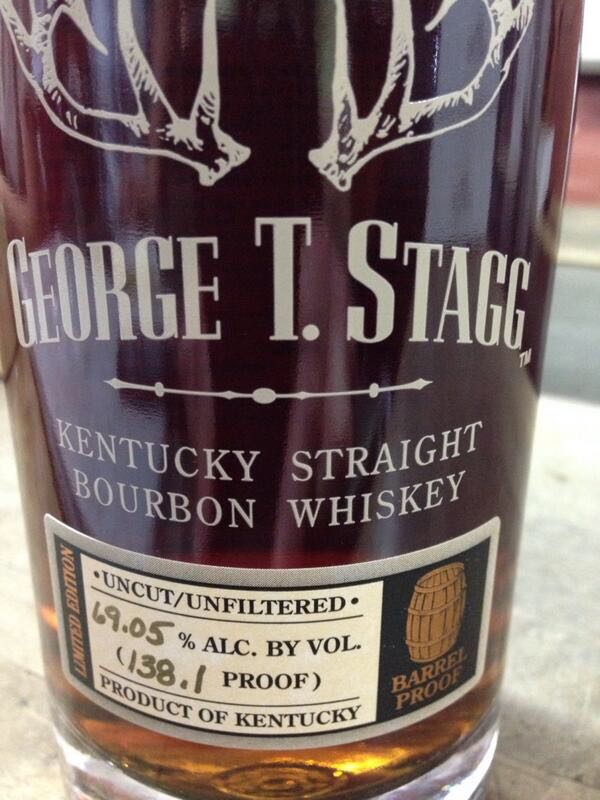 GEORGE T. STAGG TM
KENTUCKY STRAIGHT
BOURBON WHISKEY
LIMITED EDITION
•UNCUT/UNFILTERED•
69.05 % ALC. BY VOL.
(138.1 PROOF)
PRODUCT OF KENTUCKY
BARREL
PROOF